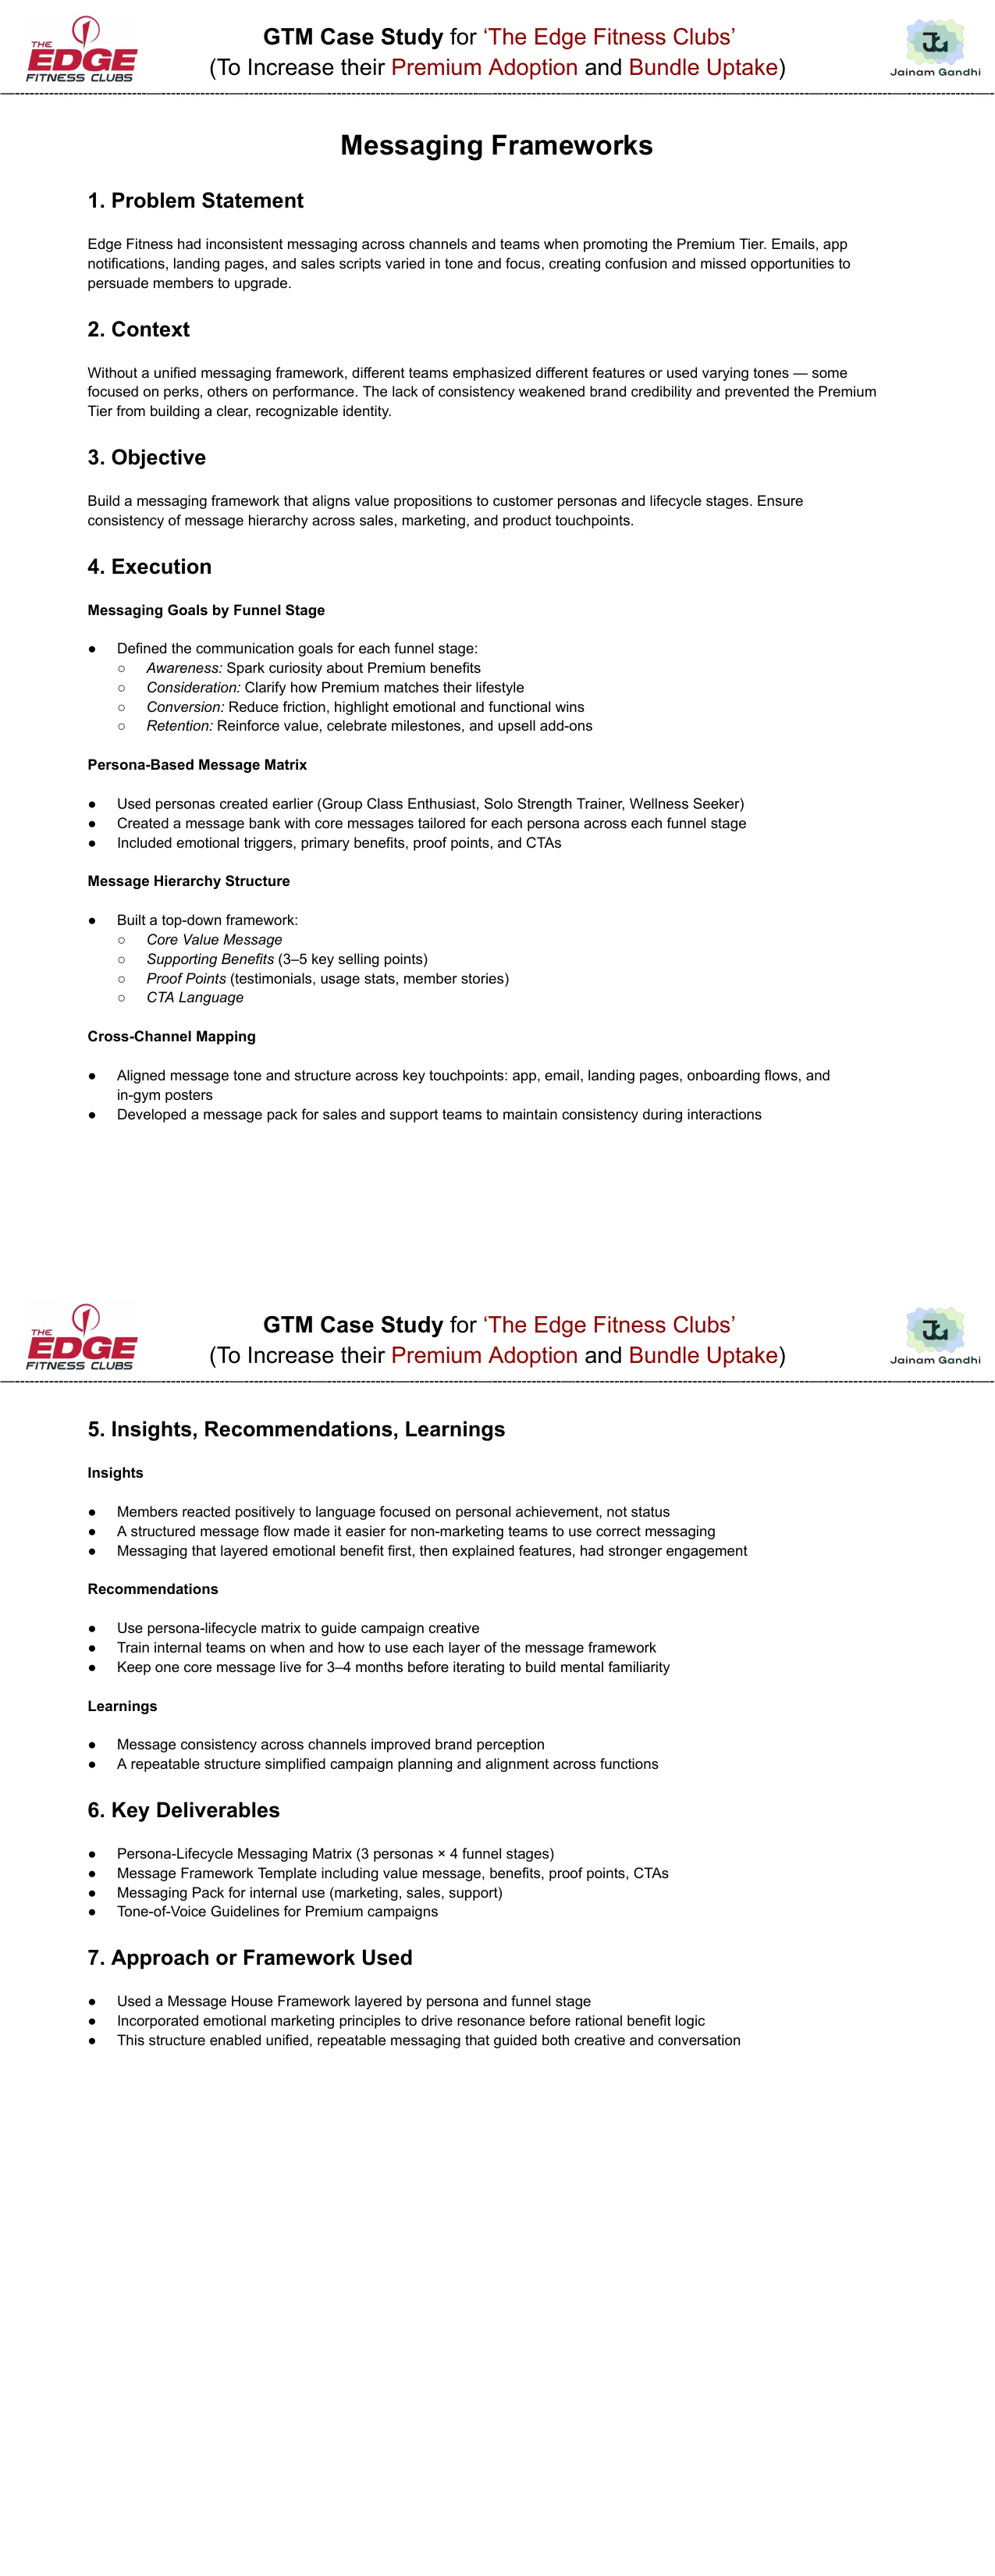 THE
EDGE
FITNESS CLUBS
GTM Case Study for ‘The Edge Fitness Clubs’
(To Increase their Premium Adoption and Bundle Uptake)
JG
Jainam Gandhi
Messaging Frameworks
1. Problem Statement
Edge Fitness had inconsistent messaging across channels and teams when promoting the Premium Tier. Emails, app
notifications, landing pages, and sales scripts varied in tone and focus, creating confusion and missed opportunities to
persuade members to upgrade.
2. Context
Without a unified messaging framework, different teams emphasized different features or used varying tones — some
focused on perks, others on performance. The lack of consistency weakened brand credibility and prevented the Premium
Tier from building a clear, recognizable identity.
3. Objective
Build a messaging framework that aligns value propositions to customer personas and lifecycle stages. Ensure
consistency of message hierarchy across sales, marketing, and product touchpoints.
4. Execution
Messaging Goals by Funnel Stage
● Defined the communication goals for each funnel stage:
○ Awareness: Spark curiosity about Premium benefits
○ Consideration: Clarify how Premium matches their lifestyle
○ Conversion: Reduce friction, highlight emotional and functional wins
○ Retention: Reinforce value, celebrate milestones, and upsell add-ons
Persona-Based Message Matrix
● Used personas created earlier (Group Class Enthusiast, Solo Strength Trainer, Wellness Seeker)
● Created a message bank with core messages tailored for each persona across each funnel stage
● Included emotional triggers, primary benefits, proof points, and CTAs
Message Hierarchy Structure
● Built a top-down framework:
○ Core Value Message
○ Supporting Benefits (3–5 key selling points)
○ Proof Points (testimonials, usage stats, member stories)
○ CTA Language
Cross-Channel Mapping
● Aligned message tone and structure across key touchpoints: app, email, landing pages, onboarding flows, and
in-gym posters
● Developed a message pack for sales and support teams to maintain consistency during interactions
THE
EDGE
FITNESS CLUBS
GTM Case Study for ‘The Edge Fitness Clubs’
(To Increase their Premium Adoption and Bundle Uptake)
JG
Jainam Gandhi
5. Insights, Recommendations, Learnings
Insights
● Members reacted positively to language focused on personal achievement, not status
● A structured message flow made it easier for non-marketing teams to use correct messaging
● Messaging that layered emotional benefit first, then explained features, had stronger engagement
Recommendations
● Use persona-lifecycle matrix to guide campaign creative
● Train internal teams on when and how to use each layer of the message framework
● Keep one core message live for 3–4 months before iterating to build mental familiarity
Learnings
● Message consistency across channels improved brand perception
● A repeatable structure simplified campaign planning and alignment across functions
6. Key Deliverables
● Persona-Lifecycle Messaging Matrix (3 personas × 4 funnel stages)
● Message Framework Template including value message, benefits, proof points, CTAs
● Messaging Pack for internal use (marketing, sales, support)
● Tone-of-Voice Guidelines for Premium campaigns
7. Approach or Framework Used
● Used a Message House Framework layered by persona and funnel stage
● Incorporated emotional marketing principles to drive resonance before rational benefit logic
● This structure enabled unified, repeatable messaging that guided both creative and conversation